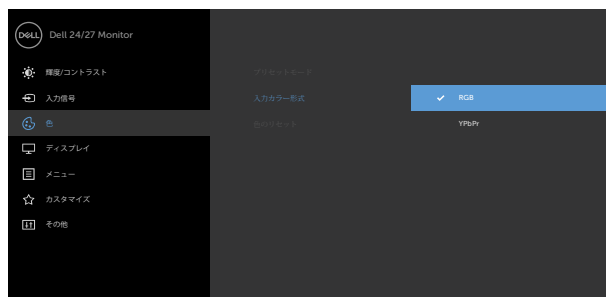 DELL
Dell 24/27 Monitor
輝度/コントラスト
入力信号
色
ディスプレイ
メニュー
カスタマイズ
その他
プリセットモード
入力カラー形式
色のリセット
RGB
YPbPr